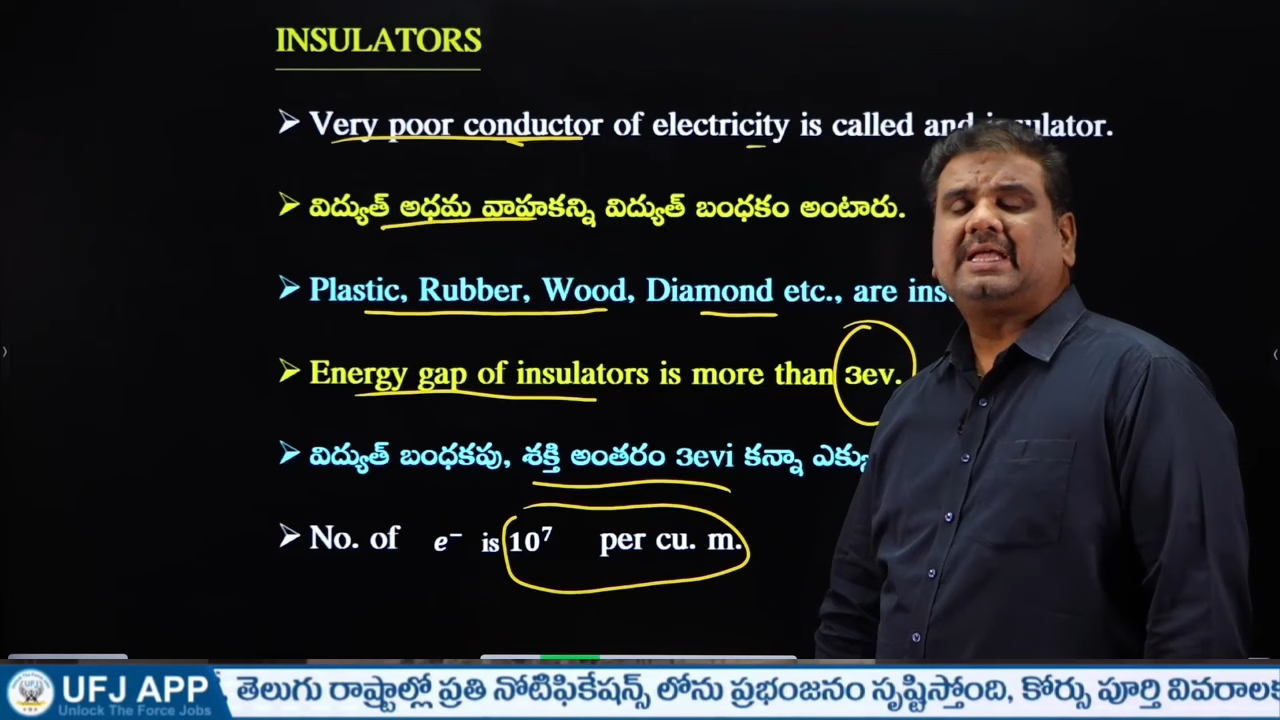 INSULATORS
➢ Very poor conductor of electricity is called and insulator.
➢ విద్యుత్ అధమ వాహకన్ని విద్యుత్ బంధకం అంటారు.
➢ Plastic, Rubber, Wood, Diamond etc., are
➢ Energy gap of insulators is more than 3ev.
➢ విద్యుత్ బంధకపు, శక్తి అంతరం 3evi కన్నా
➢ No. of e⁻ is 10⁷ per cu. m.
UFJ APP
Unlock The Force Jobs
తెలుగు రాష్ట్రాల్లో ప్రతి నోటిఫికేషన్స్ లోను ప్రభంజనం సృష్టిస్తోంది, కోర్సు పూర్తి